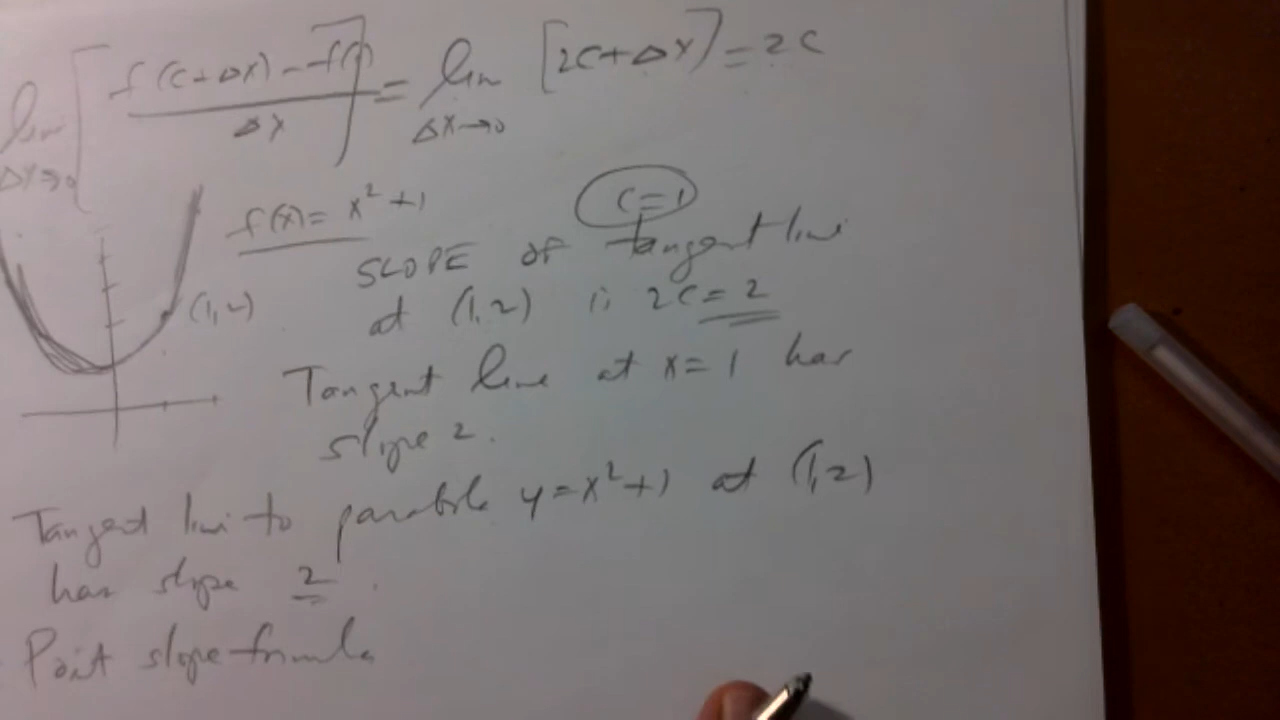 lim Δx→0 [ f(c+Δx) - f(c) / Δx ] = lim Δx→0 [2c+Δx] = 2c
f(x) = x² + 1
c=1
SLOPE of tangent line
(1,2)
at (1,2) is 2c = 2
Tangent line at x=1 has
slope 2.
Tangent line to parabola y=x²+1 at (1,2)
has slope 2.
Point slope formula